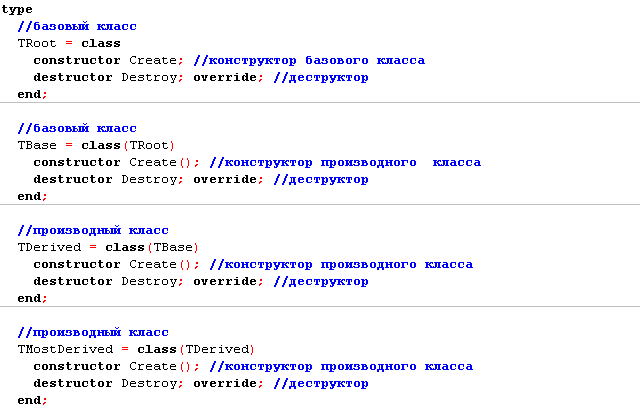 type
  //базовый класс
  TRoot = class
    constructor Create; //конструктор базового класса
    destructor Destroy; override; //деструктор
  end;
  //базовый класс
  TBase = class(TRoot)
    constructor Create(); //конструктор производного  класса
    destructor Destroy; override; //деструктор
  end;
  //производный класс
  TDerived = class(TBase)
    constructor Create(); //конструктор производного класса
    destructor Destroy; override; //деструктор
  end;
  //производный класс
  TMostDerived = class(TDerived)
    constructor Create(); //конструктор производного класса
    destructor Destroy; override; //деструктор
  end;